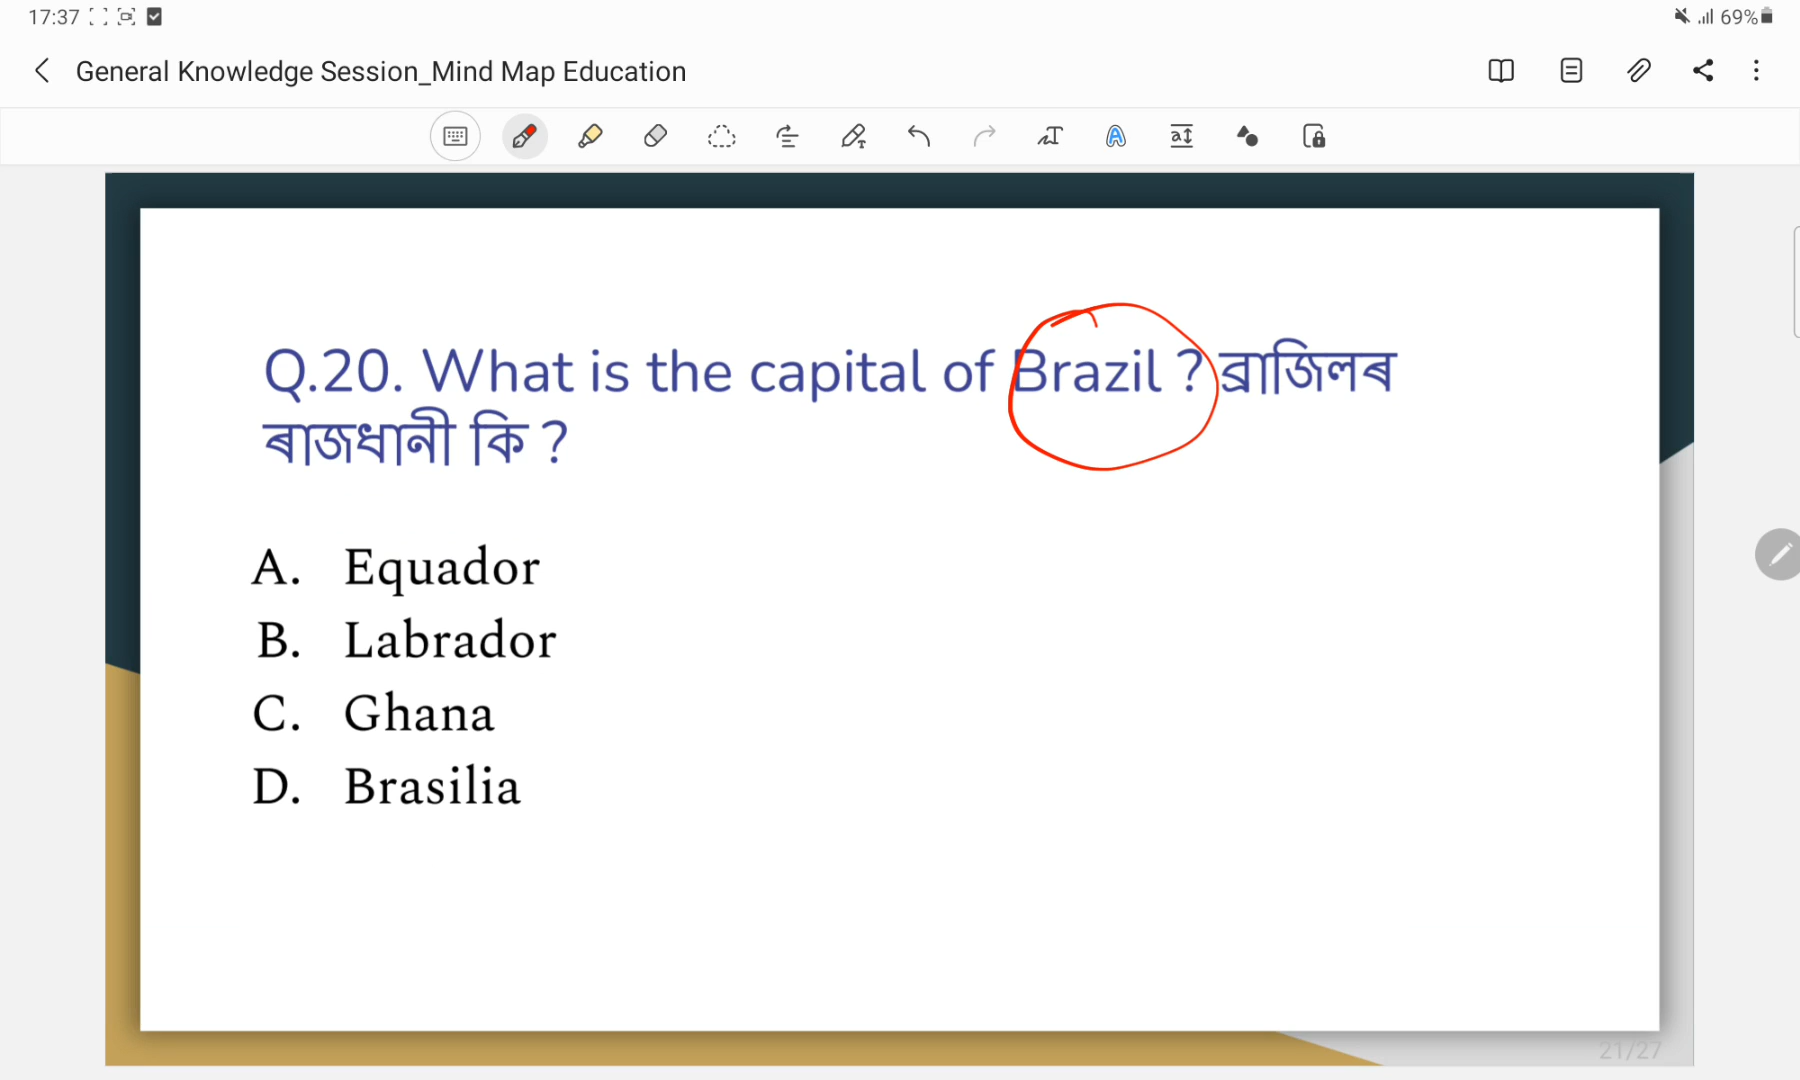 17:37
69%
General Knowledge Session_Mind Map Education
Q.20. What is the capital of Brazil ? ব্ৰাজিলৰ
ৰাজধানী কি ?
A. Equador
B. Labrador
C. Ghana
D. Brasilia
21/27